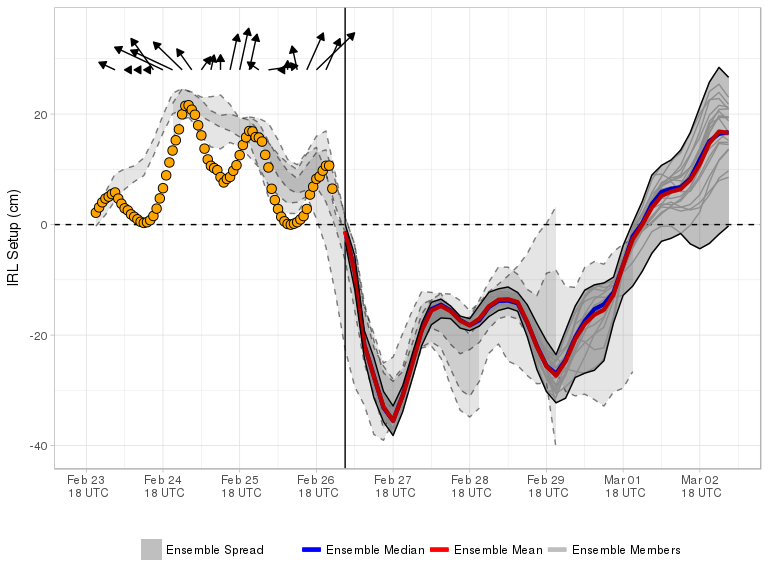 IRL Setup (cm)
20
0
-20
-40
Feb 23 Feb 24 Feb 25 Feb 26 Feb 27 Feb 28 Feb 29 Mar 01 Mar 02
18 UTC 18 UTC 18 UTC 18 UTC 18 UTC 18 UTC 18 UTC 18 UTC 18 UTC
Ensemble Spread Ensemble Median Ensemble Mean Ensemble Members